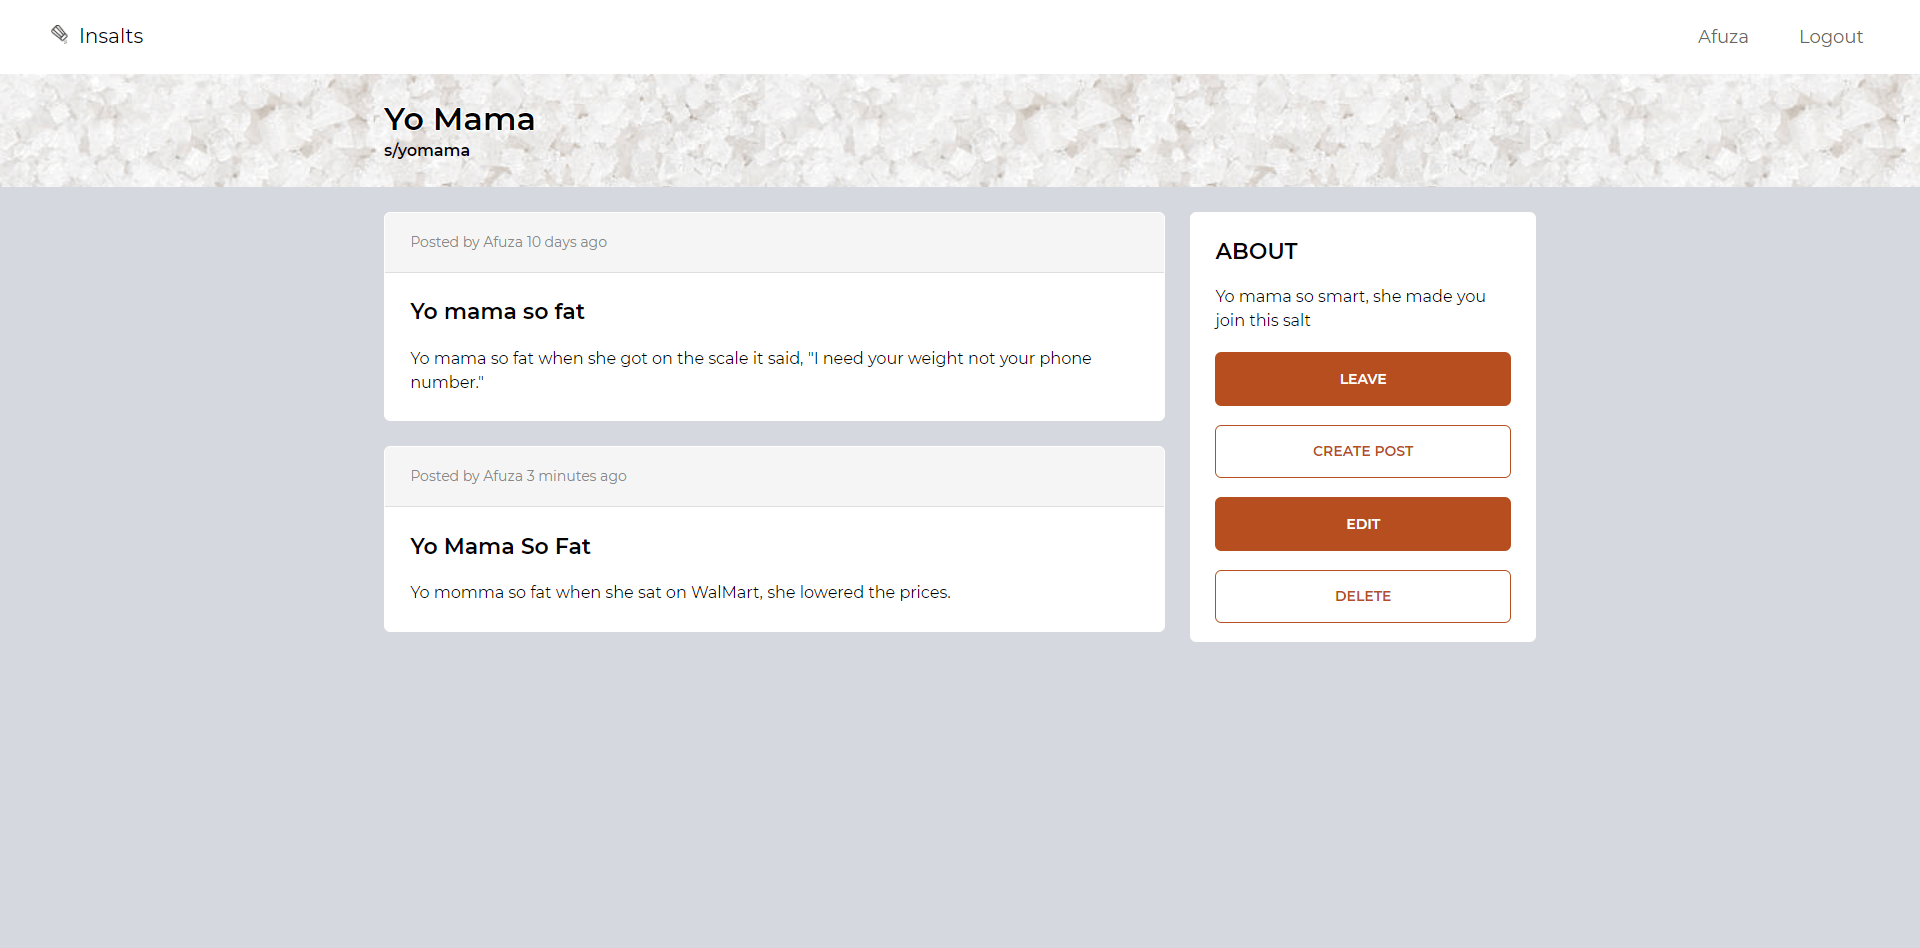 Insalts
Afuza
Logout
Yo Mama
s/yomama
Posted by Afuza 10 days ago
Yo mama so fat
Yo mama so fat when she got on the scale it said, "I need your weight not your phone
number."
Posted by Afuza 3 minutes ago
Yo Mama So Fat
Yo momma so fat when she sat on WalMart, she lowered the prices.
ABOUT
Yo mama so smart, she made you
join this salt
LEAVE
CREATE POST
EDIT
DELETE